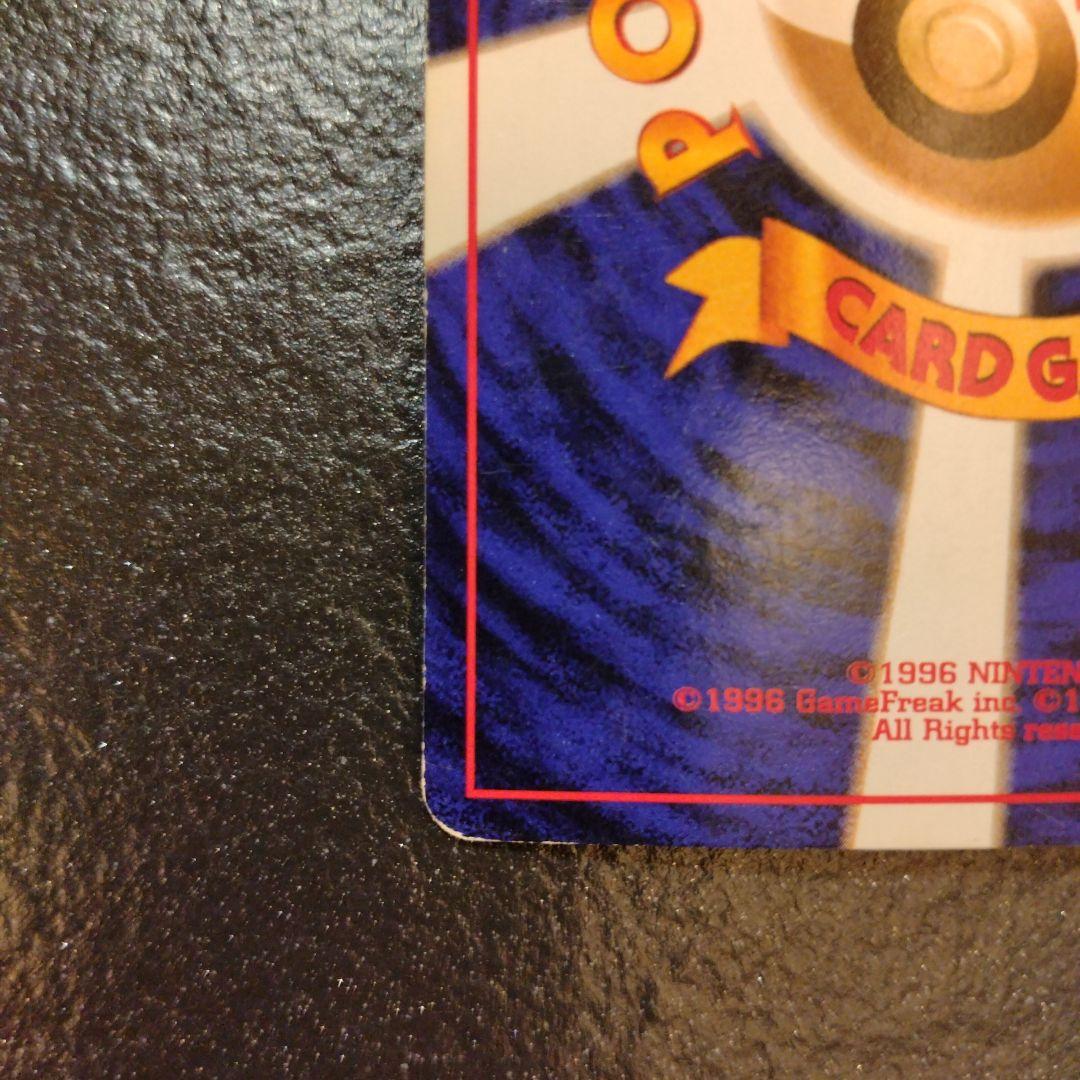 PO
CARD G
©1996 NINTEN
©1996 GameFreak inc. ©1
All Rights rese